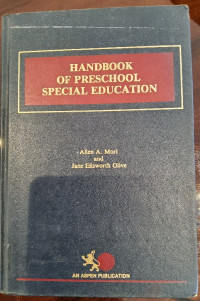 HANDBOOK
OF PRESCHOOL
SPECIAL EDUCATION
Allen A. Mori
and
Jane Ellsworth Olive
AN ASPEN PUBLICATION